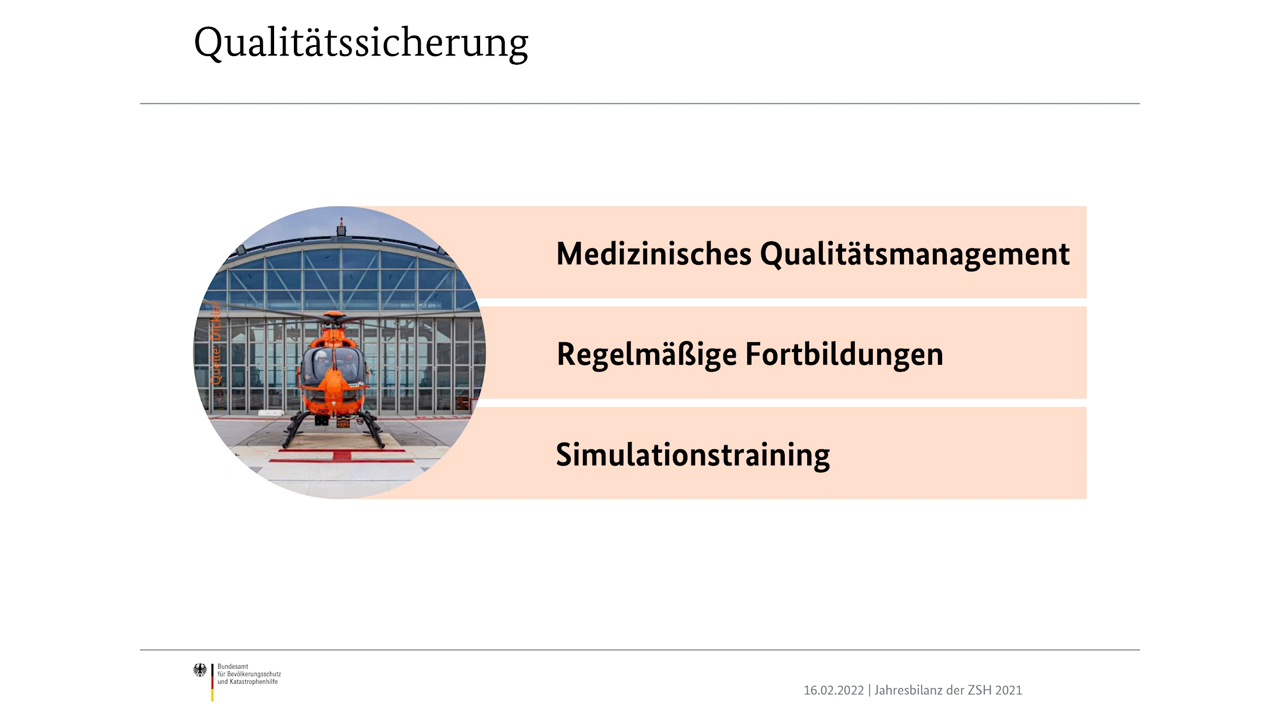 Qualitätssicherung
Medizinisches Qualitätsmanagement
Regelmäßige Fortbildungen
Simulationstraining
Bundesamt
für Bevölkerungsschutz
und Katastrophenhilfe
16.02.2022 | Jahresbilanz der ZSH 2021